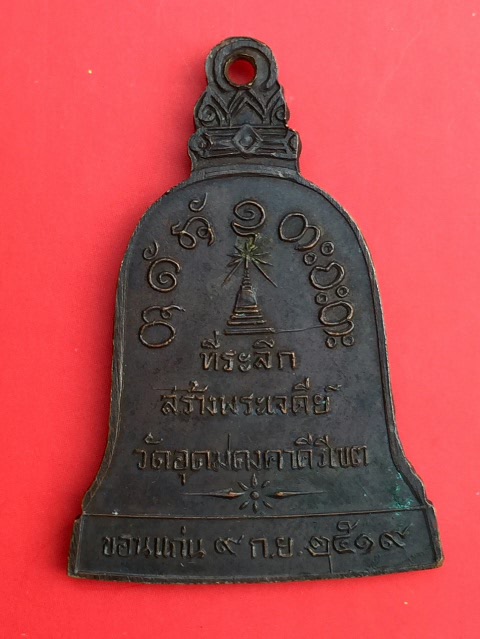 ที่ระลึก
สร้างพระเจดีย์
วัดอุดมคงคาคีรีเขต
ขอนแก่น ๙ ก.ย. ๒๕๑๙